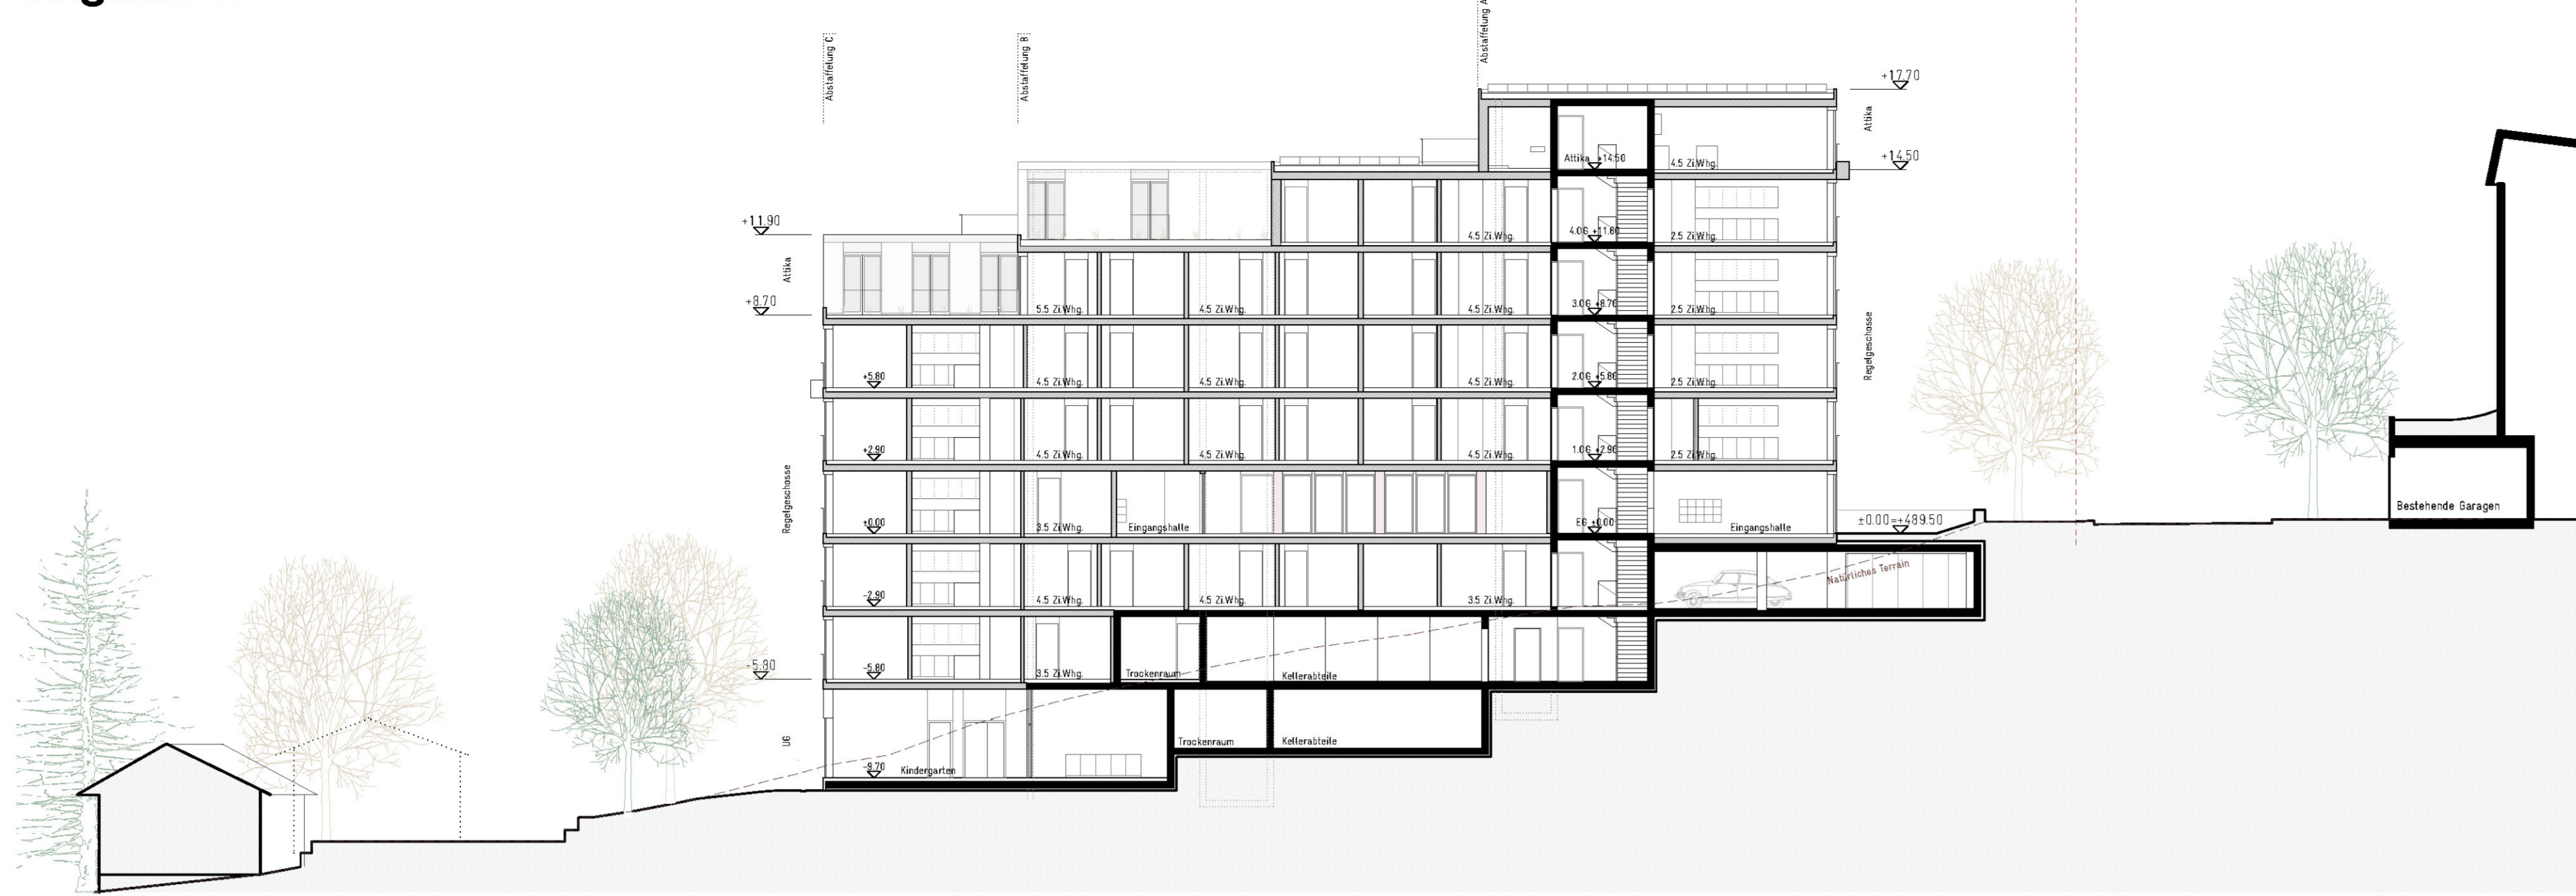 Abstaffelung C
Abstaffelung B
Abstaffelung A
+17.70
Attika
Attika +14.50
4.5 Zi.Whg.
+14.50
+11.90
4.5 Zi.Whg.
4.OG +11.60
2.5 Zi.Whg.
Attika
+8.70
5.5 Zi.Whg.
4.5 Zi.Whg.
4.5 Zi.Whg.
3.OG +8.70
2.5 Zi.Whg.
Regelgeschosse
+5.80
4.5 Zi.Whg.
4.5 Zi.Whg.
4.5 Zi.Whg.
2.OG +5.80
2.5 Zi.Whg.
+2.90
4.5 Zi.Whg.
4.5 Zi.Whg.
4.5 Zi.Whg.
1.OG +2.90
2.5 Zi.Whg.
Regelgeschosse
±0.00
3.5 Zi.Whg.
Eingangshalle
EG ±0.00
Eingangshalle
±0.00=+489.50
Bestehende Garagen
-2.90
4.5 Zi.Whg.
4.5 Zi.Whg.
3.5 Zi.Whg.
Natürliches Terrain
-5.80
-5.80
3.5 Zi.Whg.
Trockenraum
Kellerabteile
UG
-9.70
Kindergarten
Trockenraum
Kellerabteile